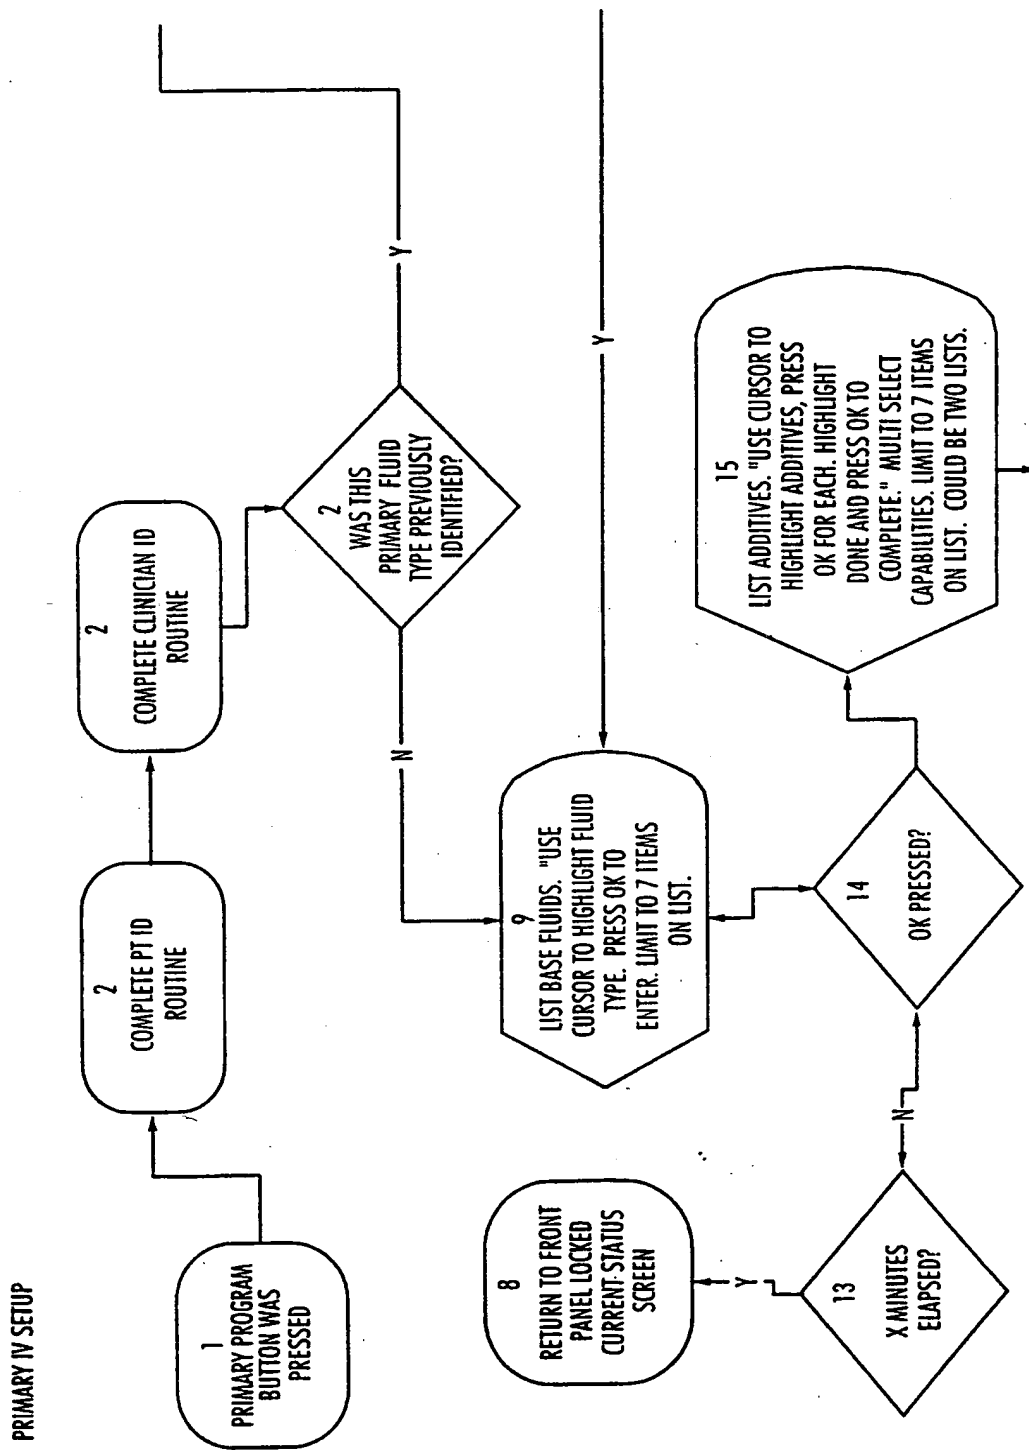 PRIMARY IV SETUP
1
PRIMARY PROGRAM
BUTTON WAS
PRESSED
2
COMPLETE PT ID
ROUTINE
2
COMPLETE CLINICIAN ID
ROUTINE
2
WAS THIS
PRIMARY FLUID
TYPE PREVIOUSLY
IDENTIFIED?
N
Y
9
LIST BASE FLUIDS. "USE
CURSOR TO HIGHLIGHT FLUID
TYPE. PRESS OK TO
ENTER. LIMIT TO 7 ITEMS
ON LIST.
Y
8
RETURN TO FRONT
PANEL LOCKED
CURRENT STATUS
SCREEN
Y
13
X MINUTES
ELAPSED?
N
14
OK PRESSED?
15
LIST ADDITIVES. "USE CURSOR TO
HIGHLIGHT ADDITIVES, PRESS
OK FOR EACH. HIGHLIGHT
DONE AND PRESS OK TO
COMPLETE." MULTI SELECT
CAPABILITIES. LIMIT TO 7 ITEMS
ON LIST. COULD BE TWO LISTS.